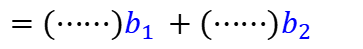 = (⋯⋯)b₁ + (⋯⋯)b₂